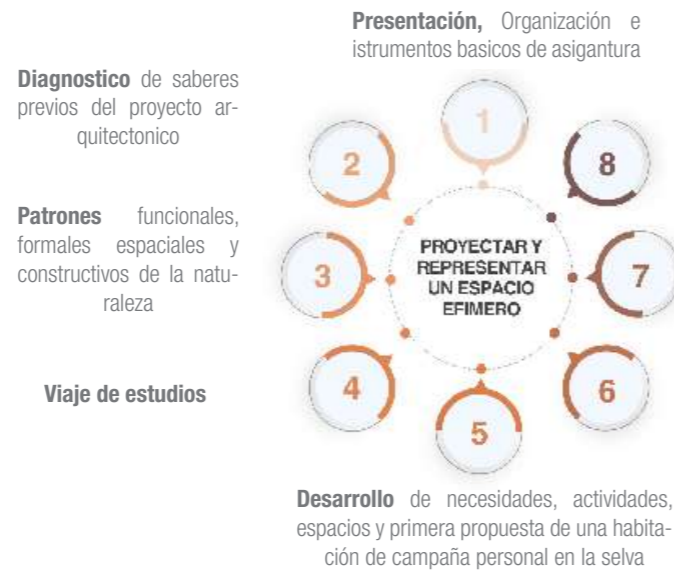 Presentación, Organización e
istrumentos basicos de asigantura
Diagnostico de saberes
previos del proyecto ar-
quitectonico
Patrones funcionales,
formales espaciales y
constructivos de la natu-
raleza
Viaje de estudios
1
2
3
4
5
6
7
8
PROYECTAR Y
REPRESENTAR
UN ESPACIO
EFIMERO
Desarrollo de necesidades, actividades,
espacios y primera propuesta de una habita-
ción de campaña personal en la selva